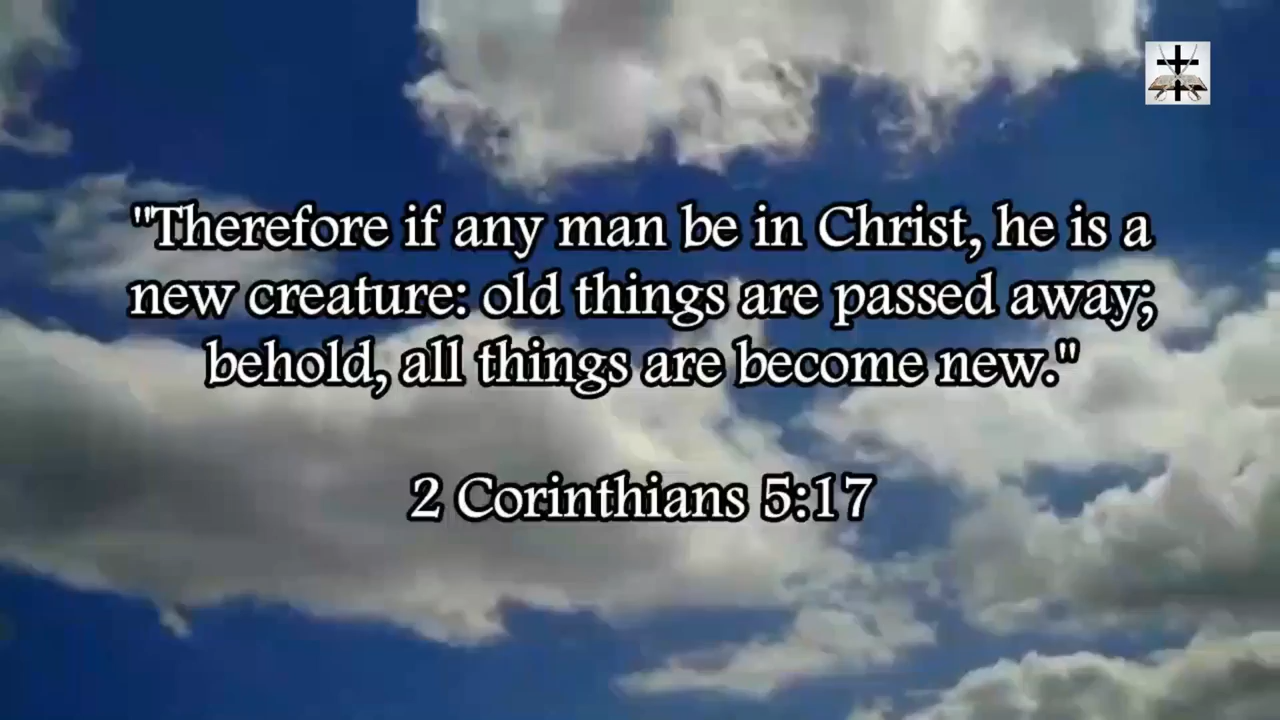 "Therefore if any man be in Christ, he is a
new creature: old things are passed away;
behold, all things are become new."
2 Corinthians 5:17